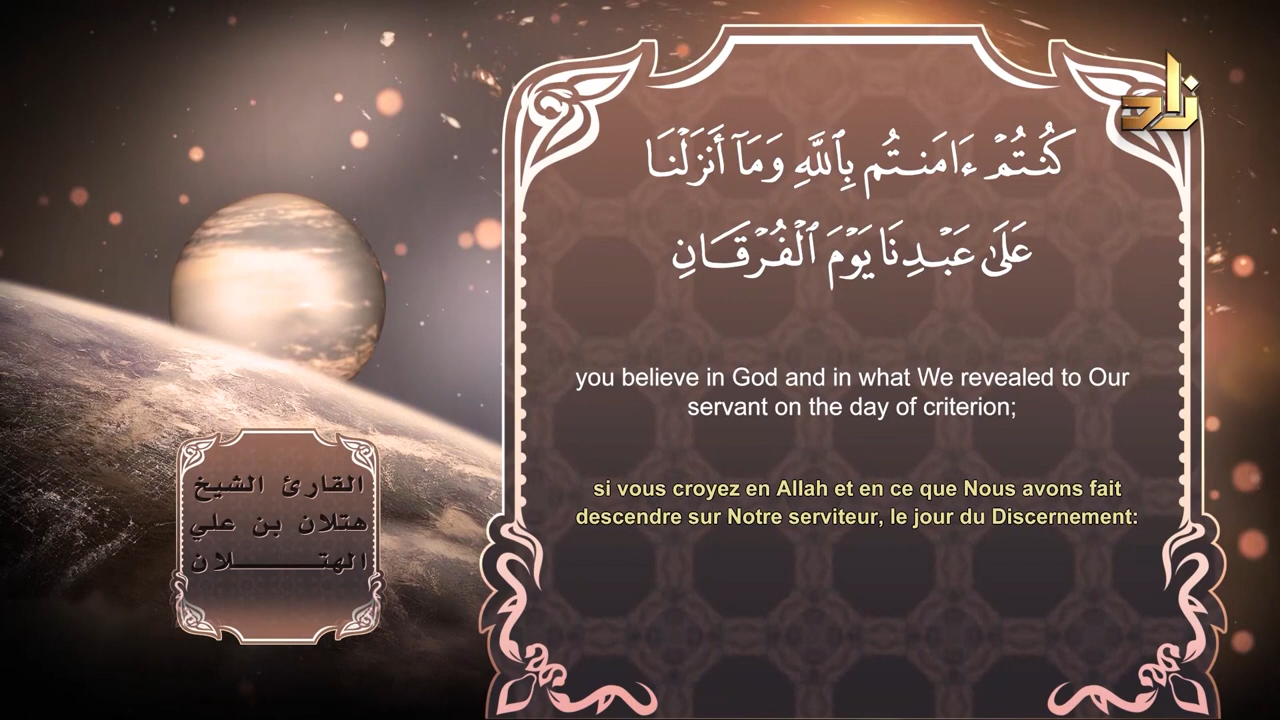 زاد
كُنتُمْ ءَامَنتُم بِٱللَّهِ وَمَآ أَنزَلْنَا
عَلَىٰ عَبْدِنَا يَوْمَ ٱلْفُرْقَانِ
you believe in God and in what We revealed to Our
servant on the day of criterion;
si vous croyez en Allah et en ce que Nous avons fait
descendre sur Notre serviteur, le jour du Discernement:
القارئ الشيخ
هتلان بن علي
الهتــــــلان